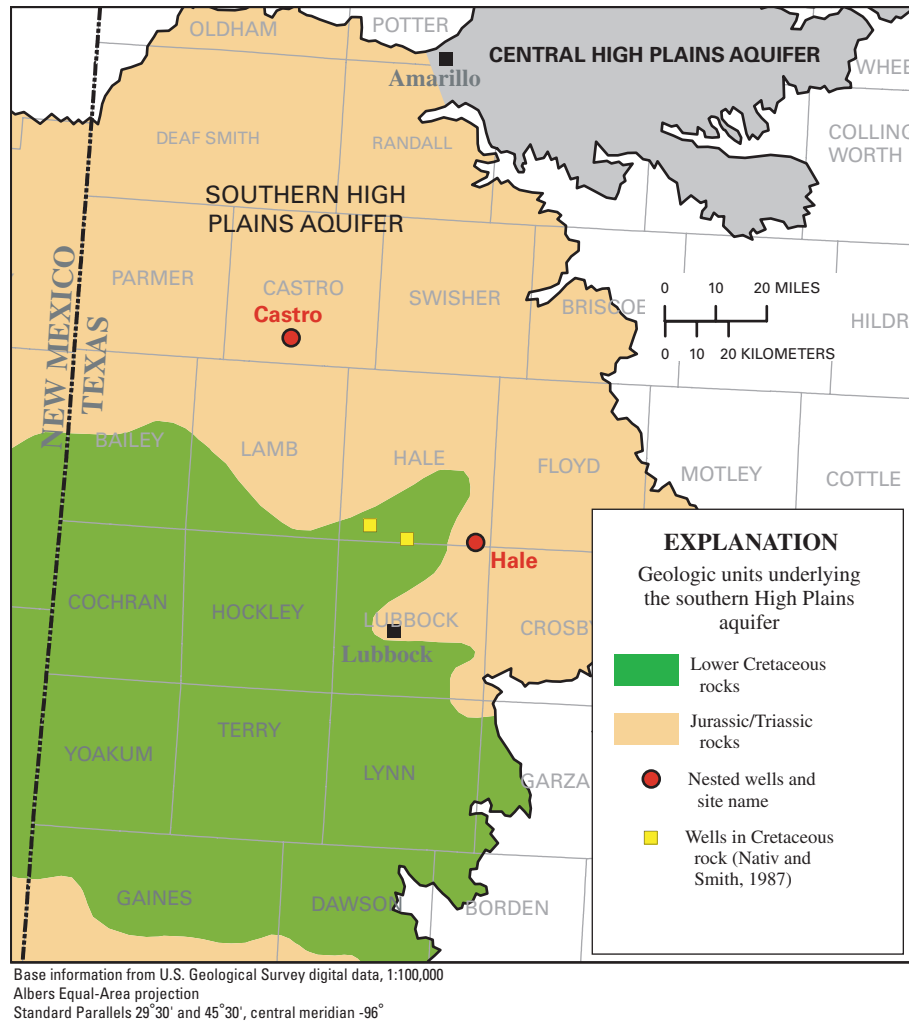 OLDHAM
POTTER
CENTRAL HIGH PLAINS AQUIFER
Amarillo
WHEE
COLLING
WORTH
DEAF SMITH
RANDALL
SOUTHERN HIGH
PLAINS AQUIFER
NEW MEXICO
TEXAS
PARMER
CASTRO
Castro
SWISHER
BRISCOE
0 10 20 MILES
0 10 20 KILOMETERS
HILDR
BAILEY
LAMB
HALE
FLOYD
MOTLEY
COTTLE
Hale
COCHRAN
HOCKLEY
LUBBOCK
Lubbock
CROSBY
YOAKUM
TERRY
LYNN
GARZA
GAINES
DAWSON
BORDEN
EXPLANATION
Geologic units underlying
the southern High Plains
aquifer
Lower Cretaceous
rocks
Jurassic/Triassic
rocks
Nested wells and
site name
Wells in Cretaceous
rock (Nativ and
Smith, 1987)
Base information from U.S. Geological Survey digital data, 1:100,000
Albers Equal-Area projection
Standard Parallels 29°30' and 45°30', central meridian -96°